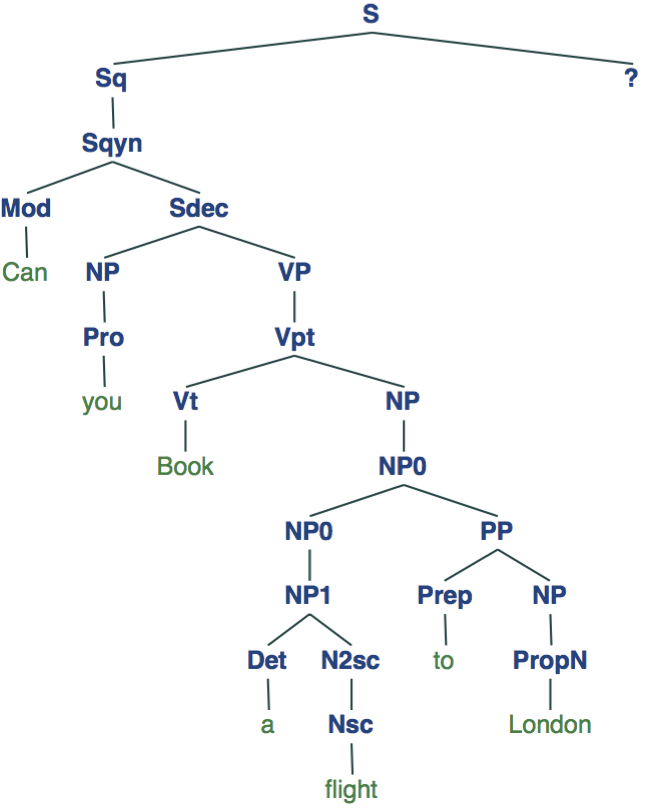 S
Sq ?
Sqyn
Mod Sdec
Can NP VP
Pro Vpt
you Vt NP
Book NP0
NP0 PP
NP1 Prep NP
Det N2sc to PropN
a Nsc London
flight